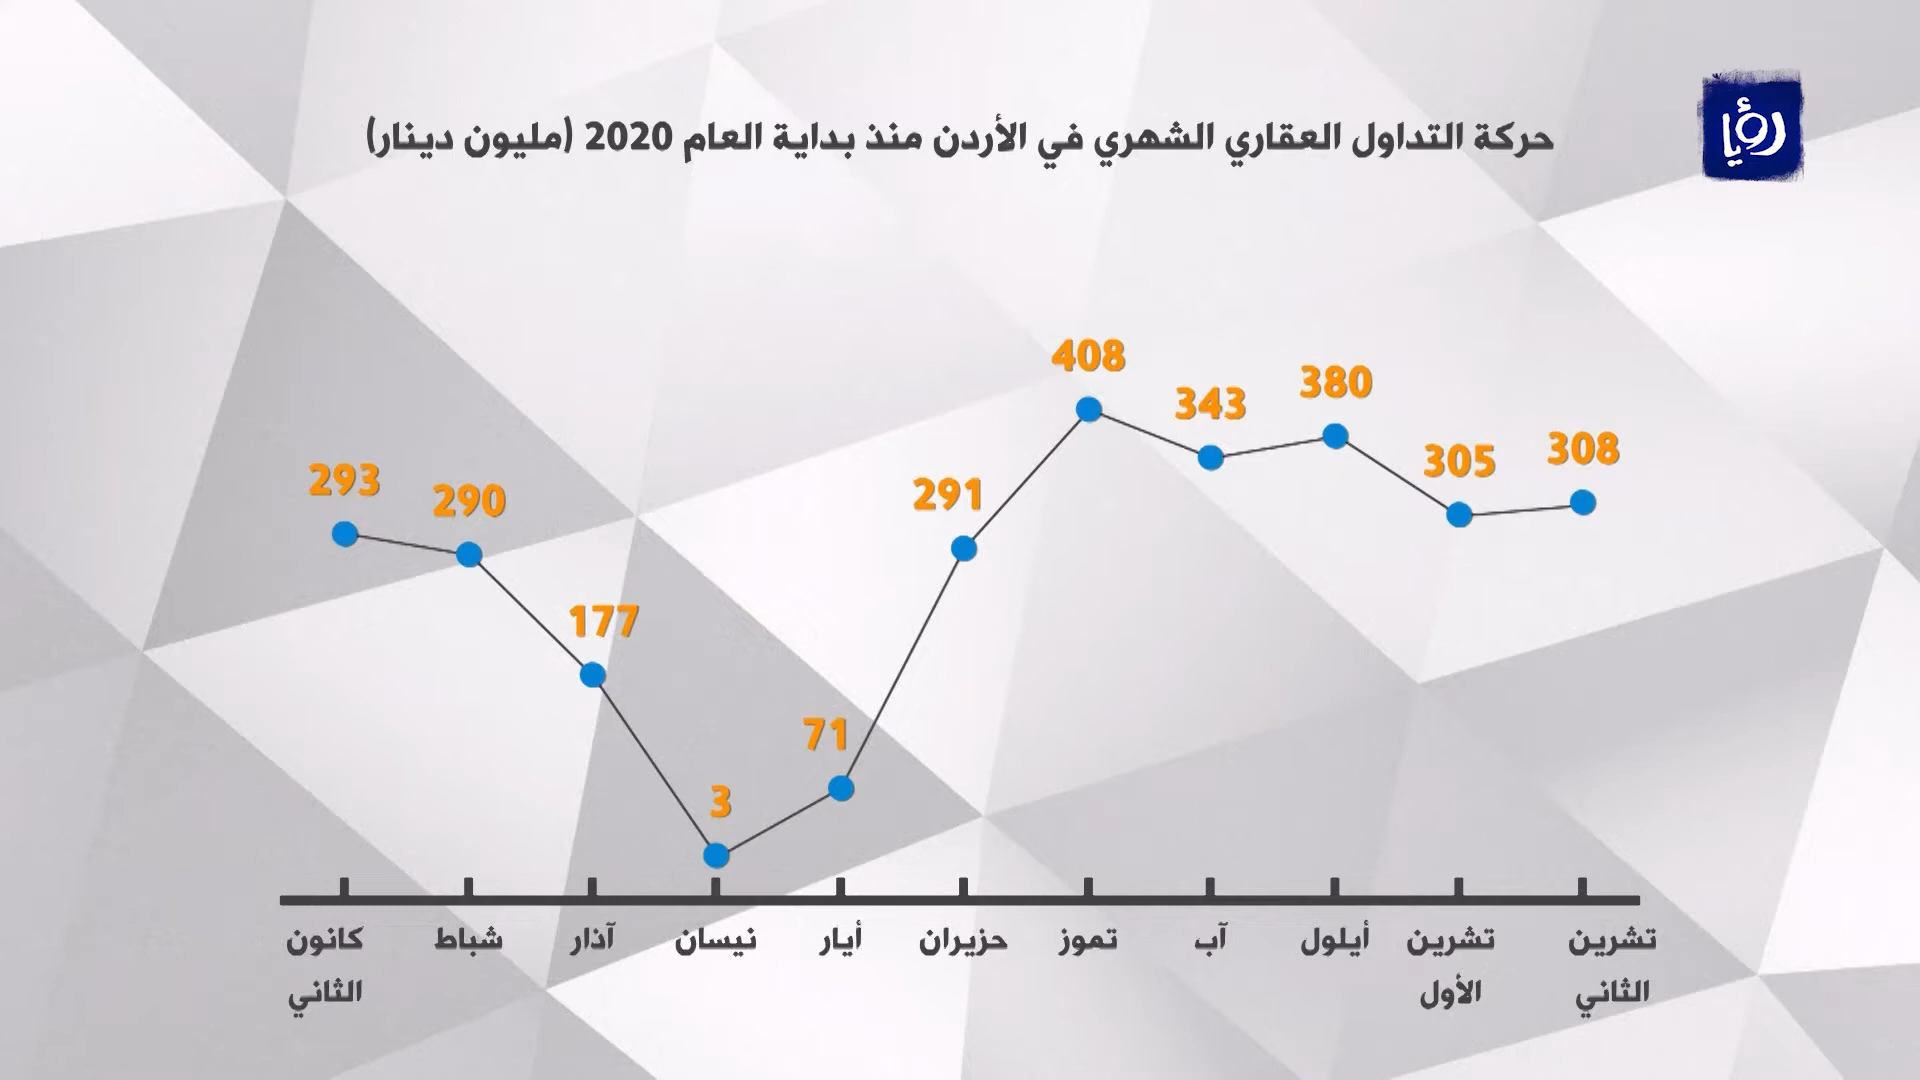 رؤيا
حركة التداول العقاري الشهري في الأردن منذ بداية العام 2020 (مليون دينار)
293
290
177
3
71
291
408
343
380
305
308
كانون الثاني
شباط
آذار
نيسان
أيار
حزيران
تموز
آب
أيلول
تشرين الأول
تشرين الثاني